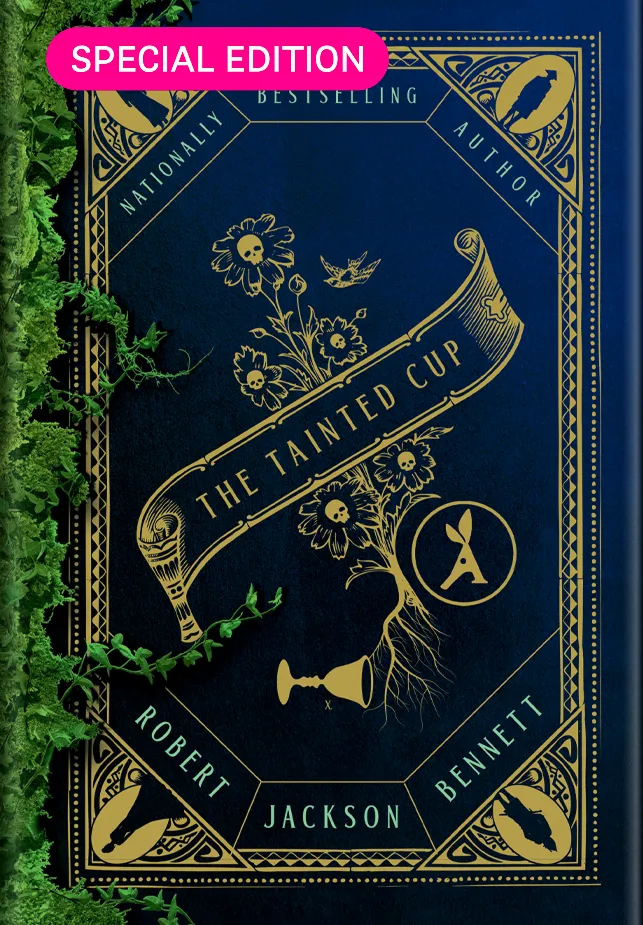 SPECIAL EDITION
NATIONALLY
BESTSELLING
AUTHOR
THE TAINTED CUP
ROBERT
JACKSON
BENNETT